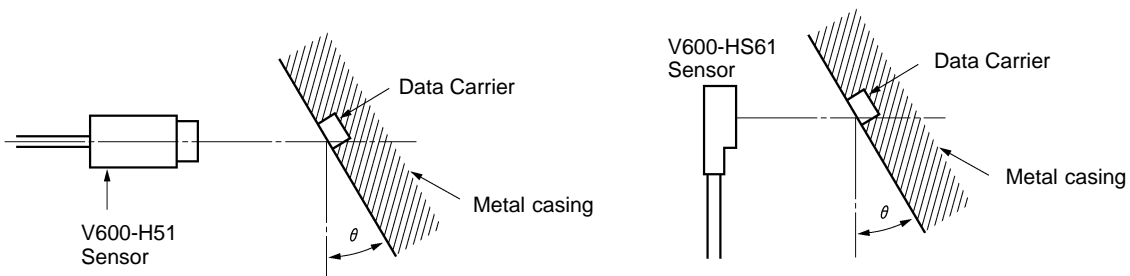 V600-H51
Sensor
Data Carrier
Metal casing
θ
V600-HS61
Sensor
Data Carrier
Metal casing
θ